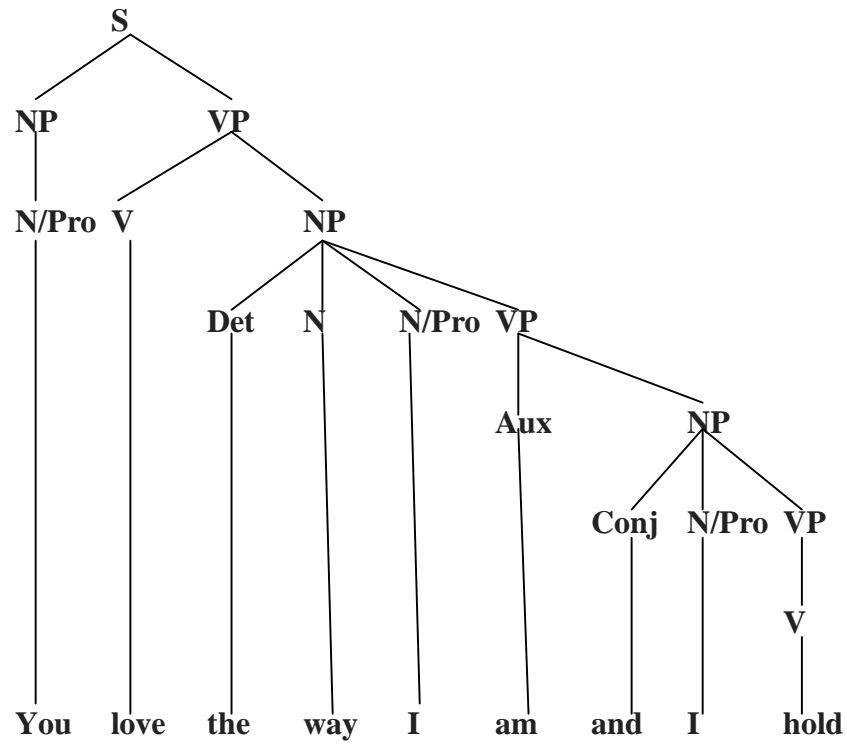 S
NP VP
N/Pro V NP
Det N N/Pro VP
Aux NP
Conj N/Pro VP
V
You love the way I am and I hold